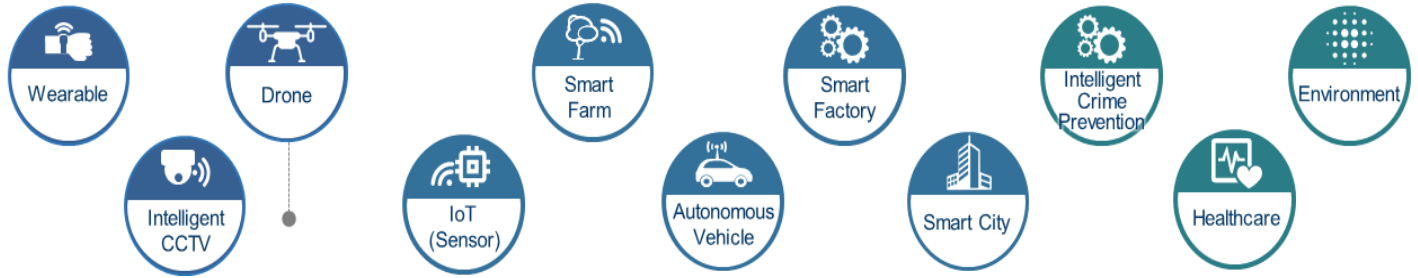 Wearable
Drone
Smart
Farm
Smart
Factory
Intelligent
Crime
Prevention
Environment
Intelligent
CCTV
IoT
(Sensor)
Autonomous
Vehicle
Smart City
Healthcare